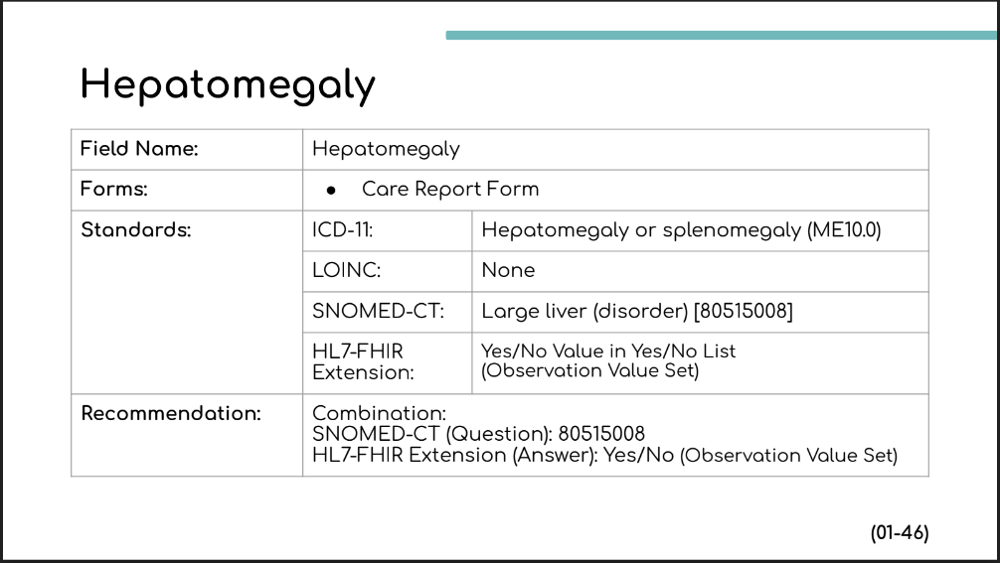 Hepatomegaly
Field Name:
Hepatomegaly
Forms:
● Care Report Form
Standards:
ICD-11:
Hepatomegaly or splenomegaly (ME10.0)
LOINC:
None
SNOMED-CT:
Large liver (disorder) [80515008]
HL7-FHIR
Extension:
Yes/No Value in Yes/No List
(Observation Value Set)
Recommendation:
Combination:
SNOMED-CT (Question): 80515008
HL7-FHIR Extension (Answer): Yes/No (Observation Value Set)
(01-46)